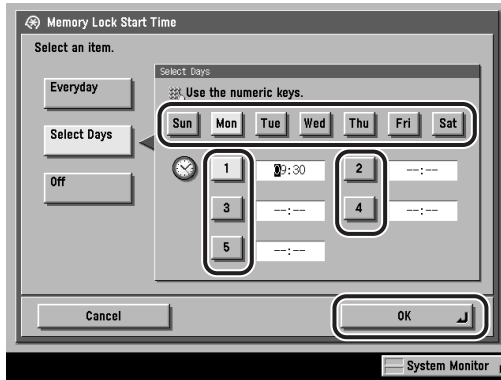 Memory Lock Start Time
Select an item.
Select Days
Everyday
Use the numeric keys.
Sun Mon Tue Wed Thu Fri Sat
Select Days
1 09:30 2 --:--
Off
3 --:-- 4 --:--
5 --:--
Cancel OK
System Monitor